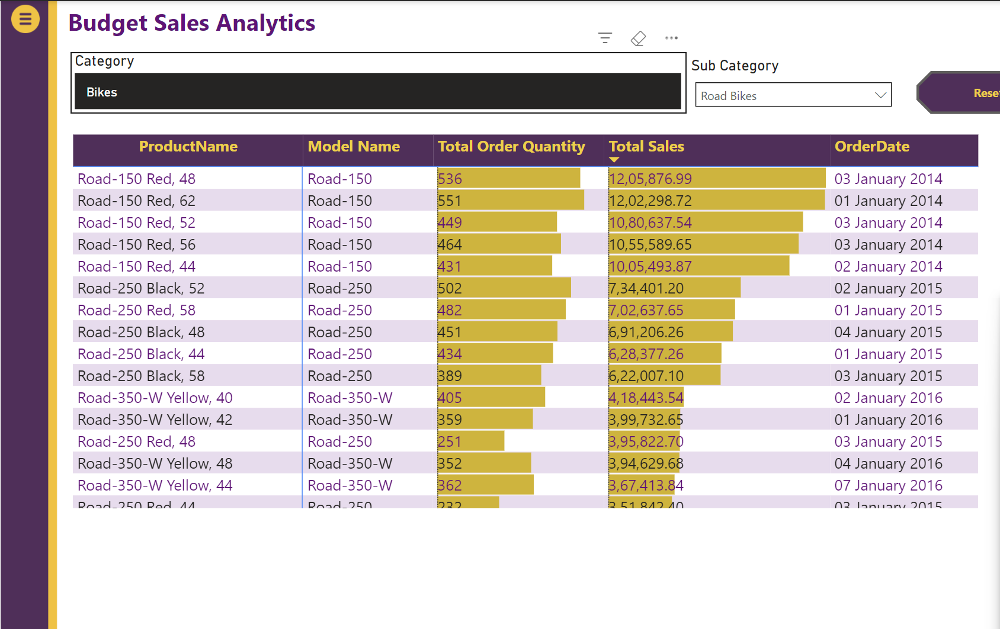 Budget Sales Analytics
Category
Bikes
Sub Category
Road Bikes
Reset
ProductName Model Name Total Order Quantity Total Sales OrderDate
Road-150 Red, 48 Road-150 536 12,05,876.99 03 January 2014
Road-150 Red, 62 Road-150 551 12,02,298.72 01 January 2014
Road-150 Red, 52 Road-150 449 10,80,637.54 03 January 2014
Road-150 Red, 56 Road-150 464 10,55,589.65 03 January 2014
Road-150 Red, 44 Road-150 431 10,05,493.87 02 January 2014
Road-250 Black, 52 Road-250 502 7,34,401.20 02 January 2015
Road-250 Red, 58 Road-250 482 7,02,637.65 01 January 2015
Road-250 Black, 48 Road-250 451 6,91,206.26 04 January 2015
Road-250 Black, 44 Road-250 434 6,28,377.26 01 January 2015
Road-250 Black, 58 Road-250 389 6,22,007.10 03 January 2015
Road-350-W Yellow, 40 Road-350-W 405 4,18,443.54 02 January 2016
Road-350-W Yellow, 42 Road-350-W 359 3,99,732.65 01 January 2016
Road-250 Red, 48 Road-250 251 3,95,822.70 03 January 2015
Road-350-W Yellow, 48 Road-350-W 352 3,94,629.68 04 January 2016
Road-350-W Yellow, 44 Road-350-W 362 3,67,413.84 07 January 2016
Road-250 Red, 44 Road-250 232 3,51,842.40 03 January 2015